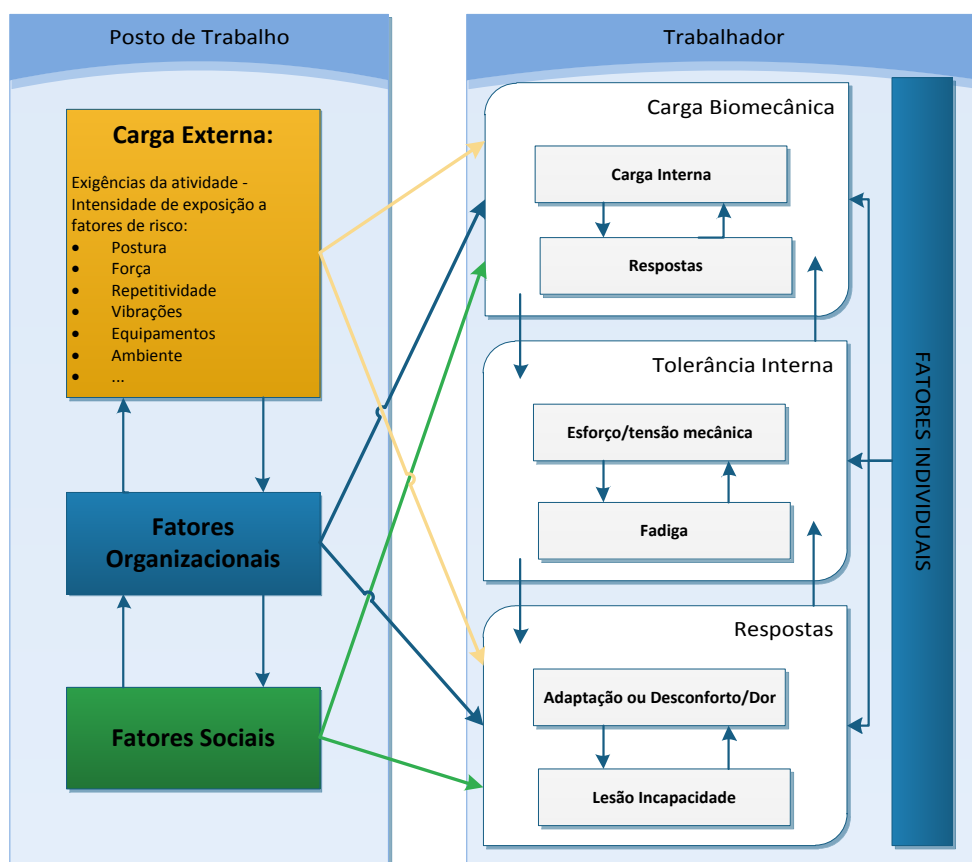 Posto de Trabalho
Carga Externa:
Exigências da atividade -
Intensidade de exposição a
fatores de risco:
• Postura
• Força
• Repetitividade
• Vibrações
• Equipamentos
• Ambiente
• ...
Fatores
Organizacionais
Fatores Sociais
Trabalhador
Carga Biomecânica
Carga Interna
Respostas
Tolerância Interna
Esforço/tensão mecânica
Fadiga
Respostas
Adaptação ou Desconforto/Dor
Lesão Incapacidade
FATORES INDIVIDUAIS